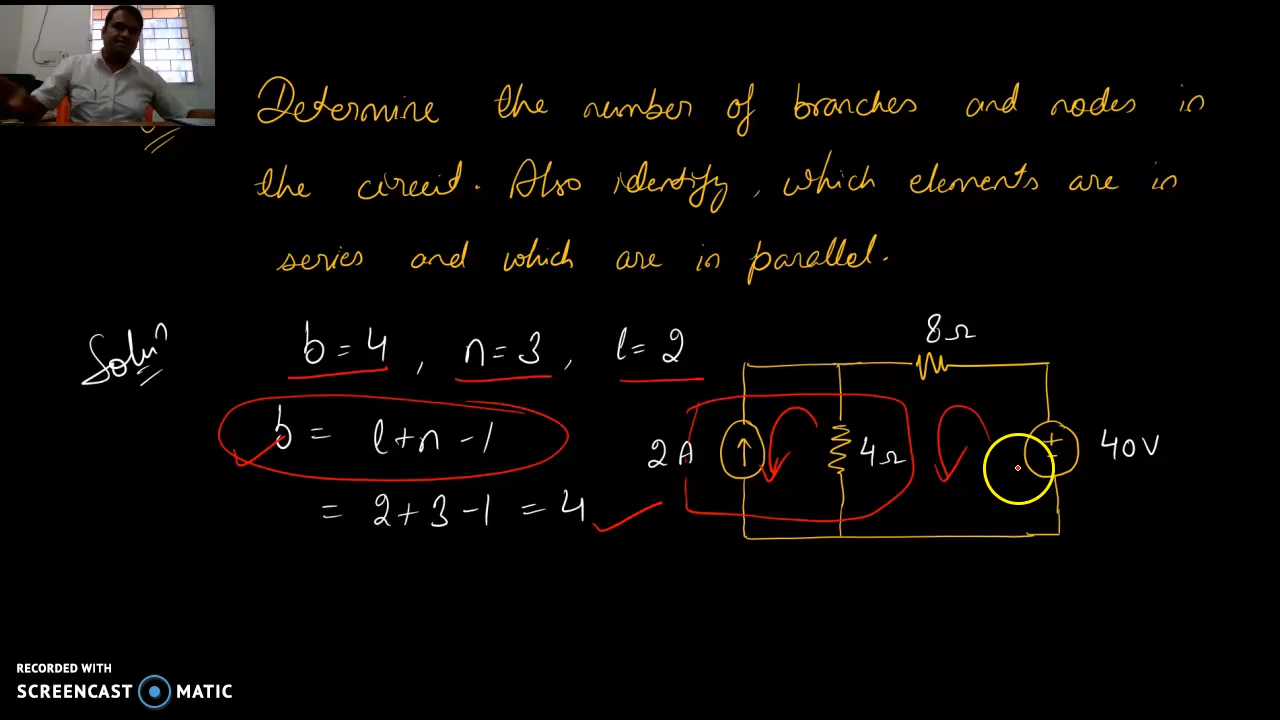 Determine the number of branches and nodes in
the circuit. Also identify, which elements are in
series and which are in parallel.
Soluⁿ b = 4 , n = 3 , l = 2
b = l + n - 1
= 2 + 3 - 1 = 4
8Ω
2A
4Ω
+
-
40V
RECORDED WITH
SCREENCAST MATIC